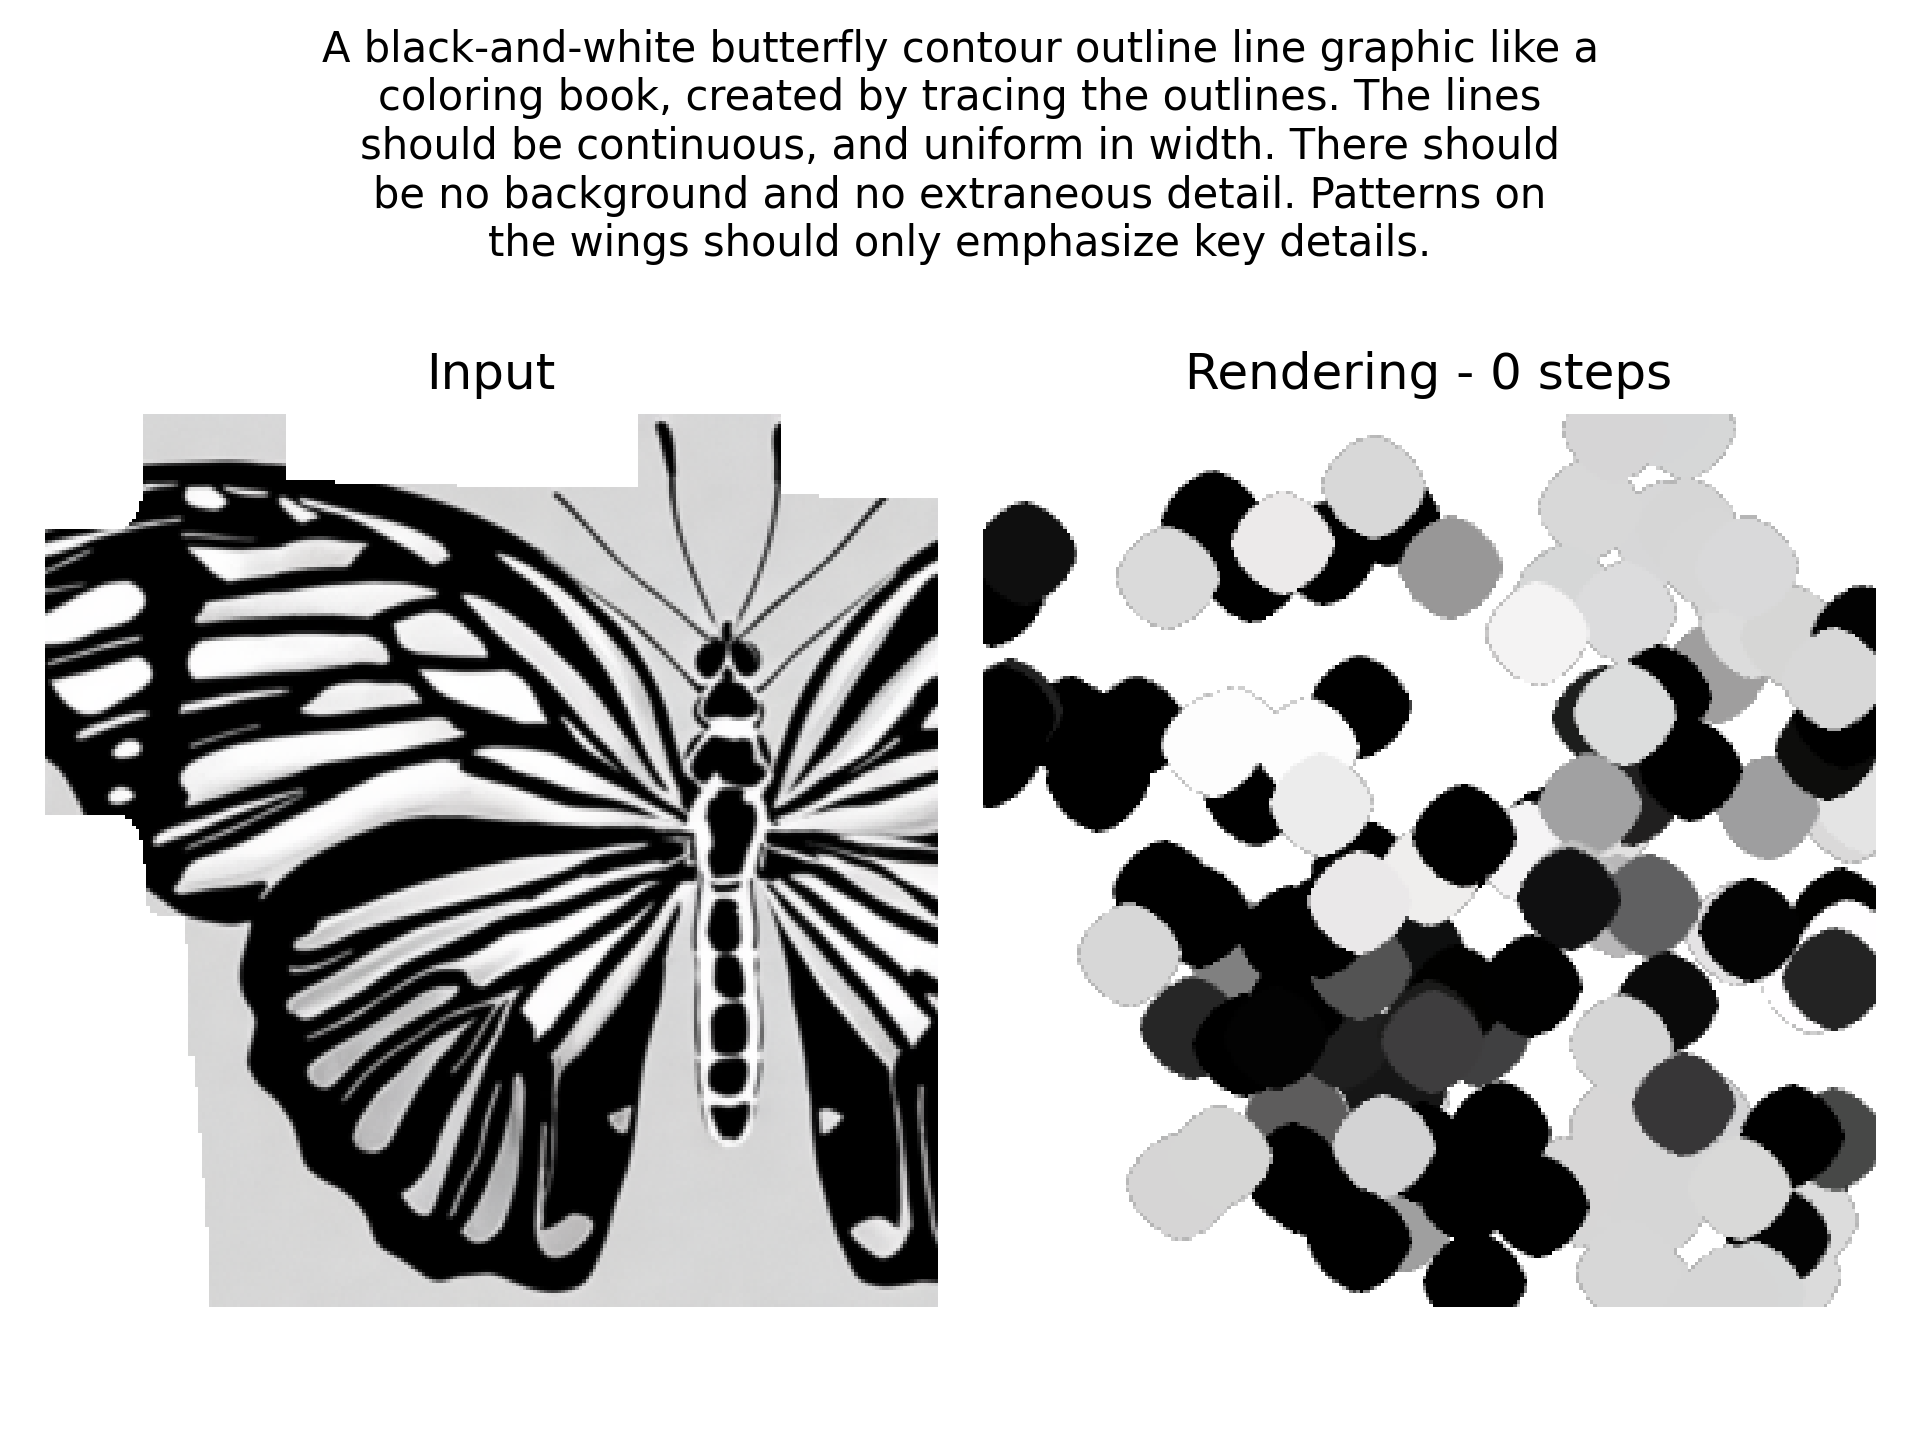 A black-and-white butterfly contour outline line graphic like a
coloring book, created by tracing the outlines. The lines
should be continuous, and uniform in width. There should
be no background and no extraneous detail. Patterns on
the wings should only emphasize key details.
Input
Rendering - 0 steps